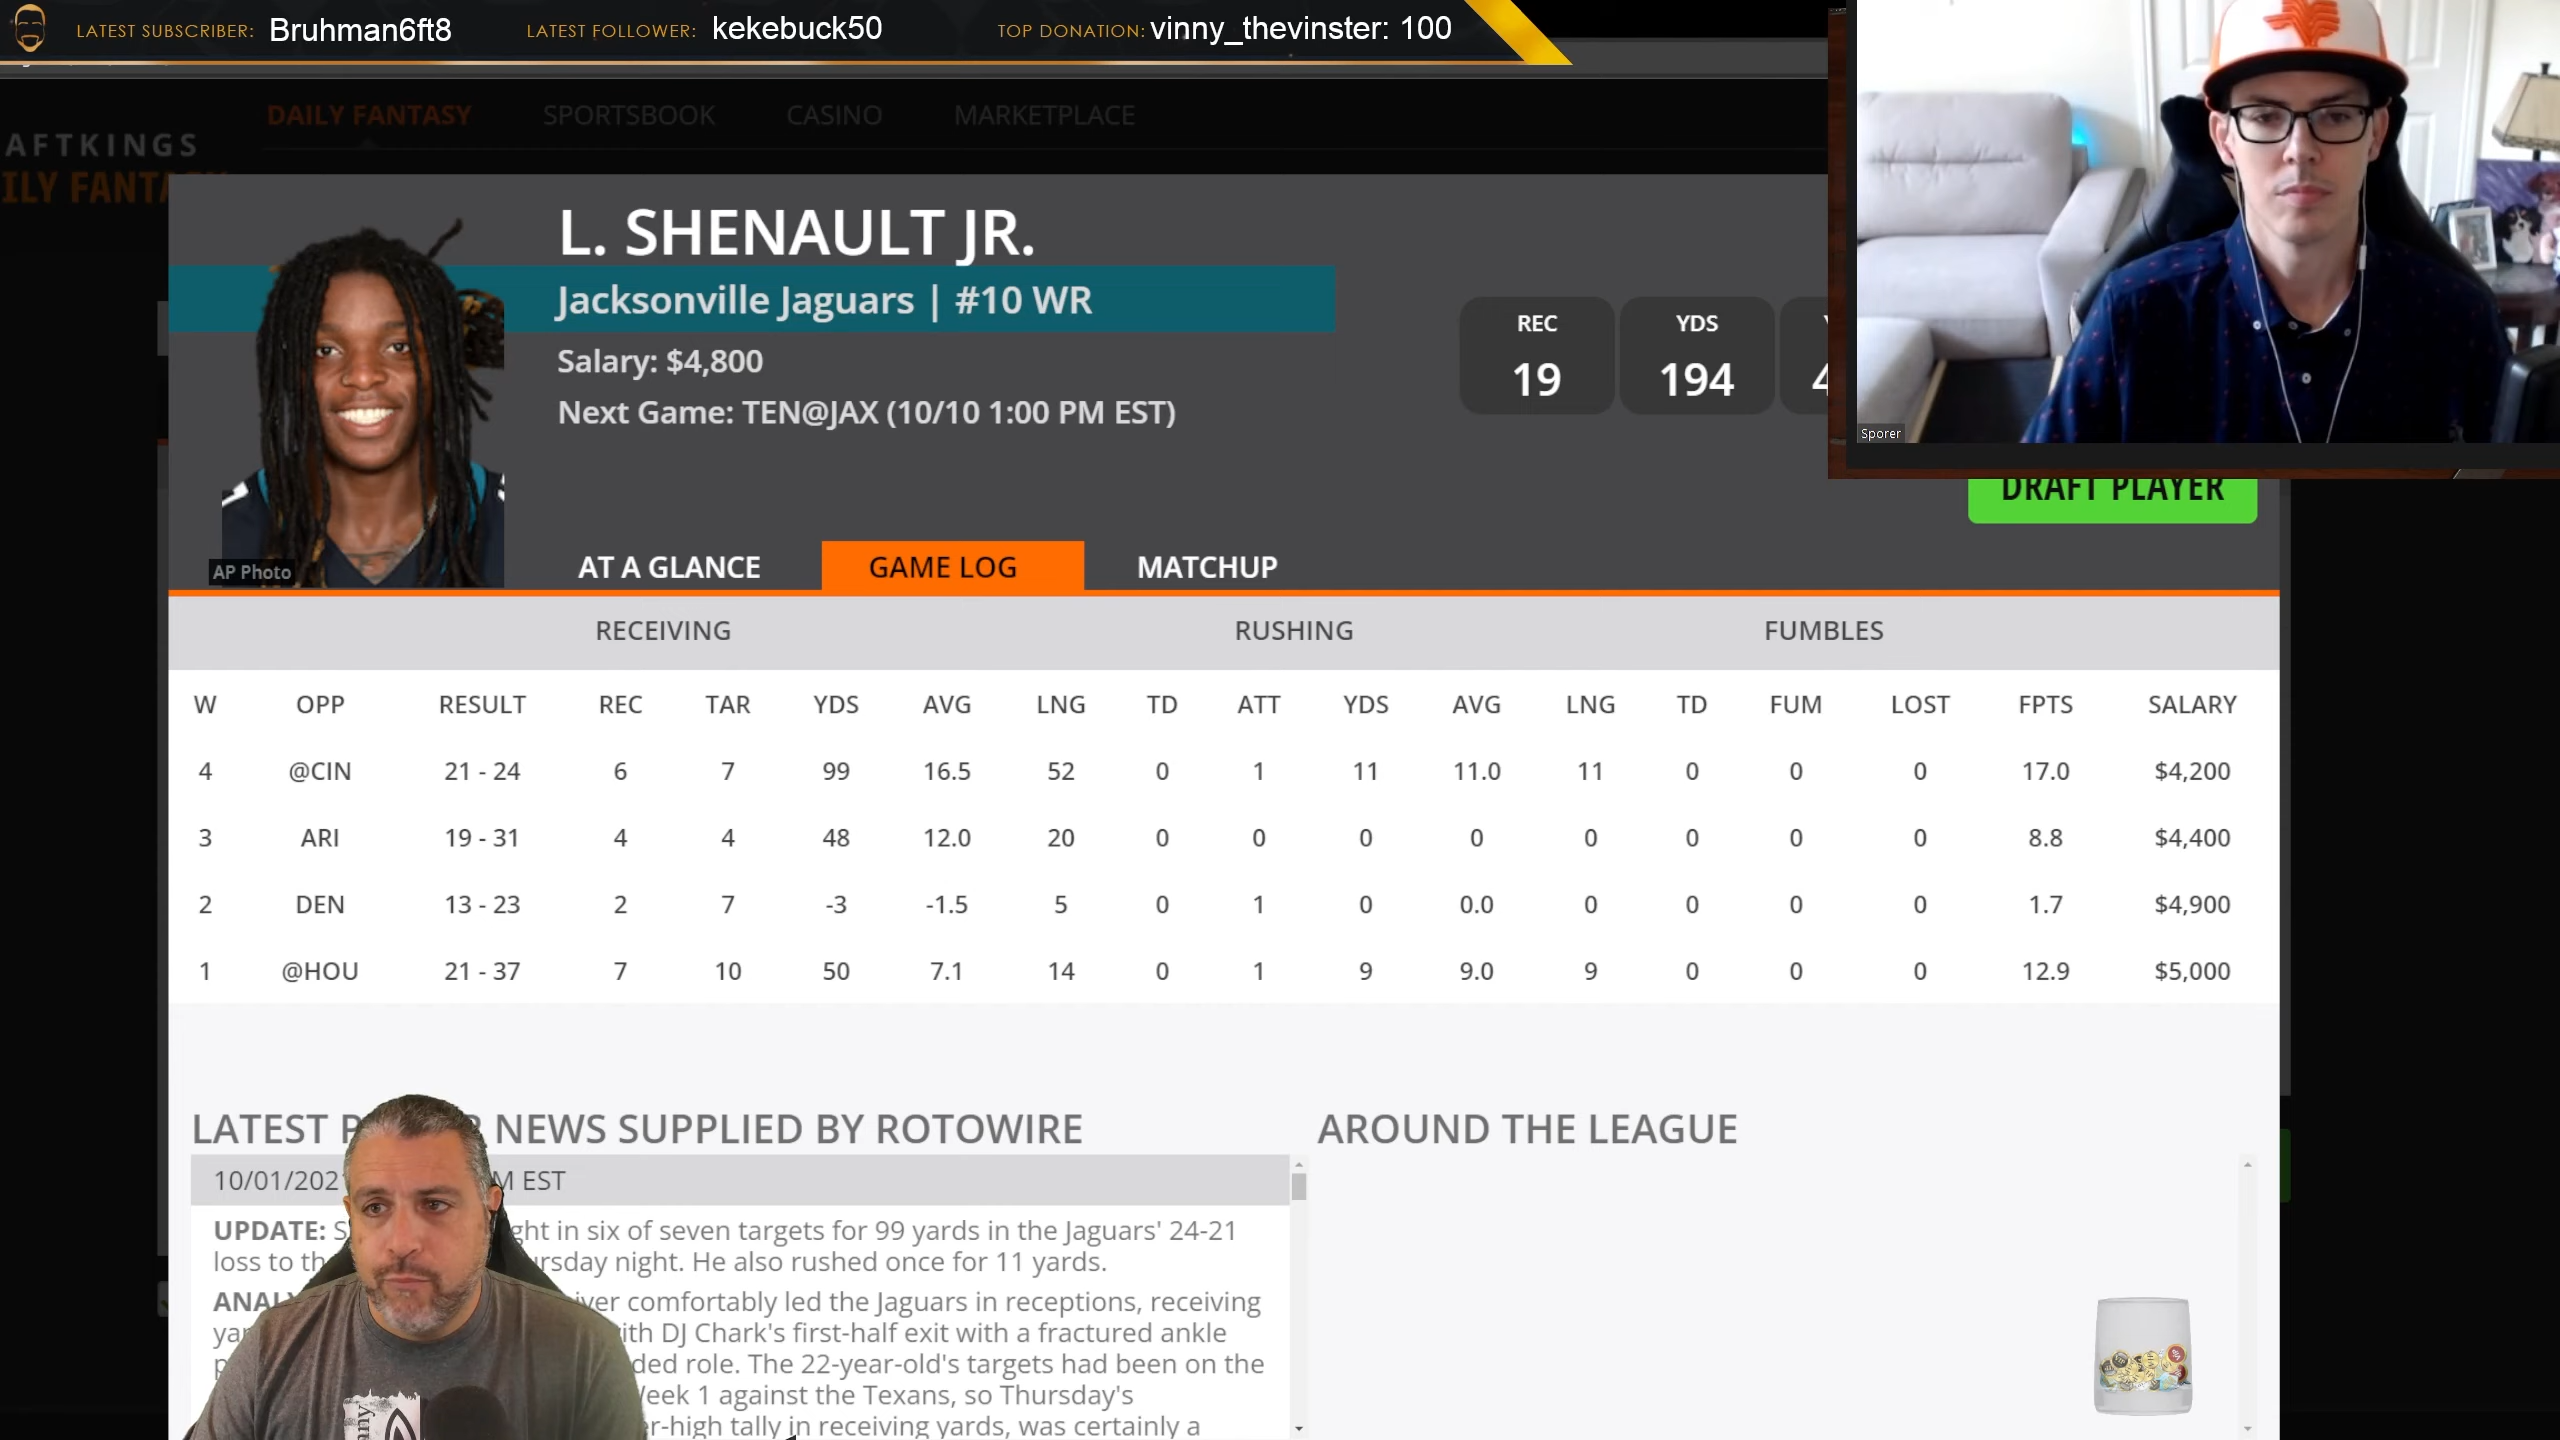 LATEST SUBSCRIBER: Bruhman6ft8 LATEST FOLLOWER: kekebuck50 TOP DONATION: vinny_thevinster: 100
DAILY FANTASY SPORTSBOOK CASINO MARKETPLACE
AFTKINGS
ILY FANTA
L. SHENAULT JR.
Jacksonville Jaguars | #10 WR
Salary: $4,800
Next Game: TEN@JAX (10/10 1:00 PM EST)
REC YDS
19 194 4
Sporer
DRAFT PLAYER
AP Photo
AT A GLANCE GAME LOG MATCHUP
RECEIVING RUSHING FUMBLES
W OPP RESULT REC TAR YDS AVG LNG TD ATT YDS AVG LNG TD FUM LOST FPTS SALARY
4 @CIN 21 - 24 6 7 99 16.5 52 0 1 11 11.0 11 0 0 0 17.0 $4,200
3 ARI 19 - 31 4 4 48 12.0 20 0 0 0 0 0 0 0 0 8.8 $4,400
2 DEN 13 - 23 2 7 -3 -1.5 5 0 1 0 0.0 0 0 0 0 1.7 $4,900
1 @HOU 21 - 37 7 10 50 7.1 14 0 1 9 9.0 9 0 0 0 12.9 $5,000
LATEST P R NEWS SUPPLIED BY ROTOWIRE
10/01/202 M EST
UPDATE: S ght in six of seven targets for 99 yards in the Jaguars' 24-21
loss to th ursday night. He also rushed once for 11 yards.
ANAL iver comfortably led the Jaguars in receptions, receiving
yar ith DJ Chark's first-half exit with a fractured ankle
p ded role. The 22-year-old's targets had been on the
Week 1 against the Texans, so Thursday's
er-high tally in receiving yards, was certainly a
AROUND THE LEAGUE